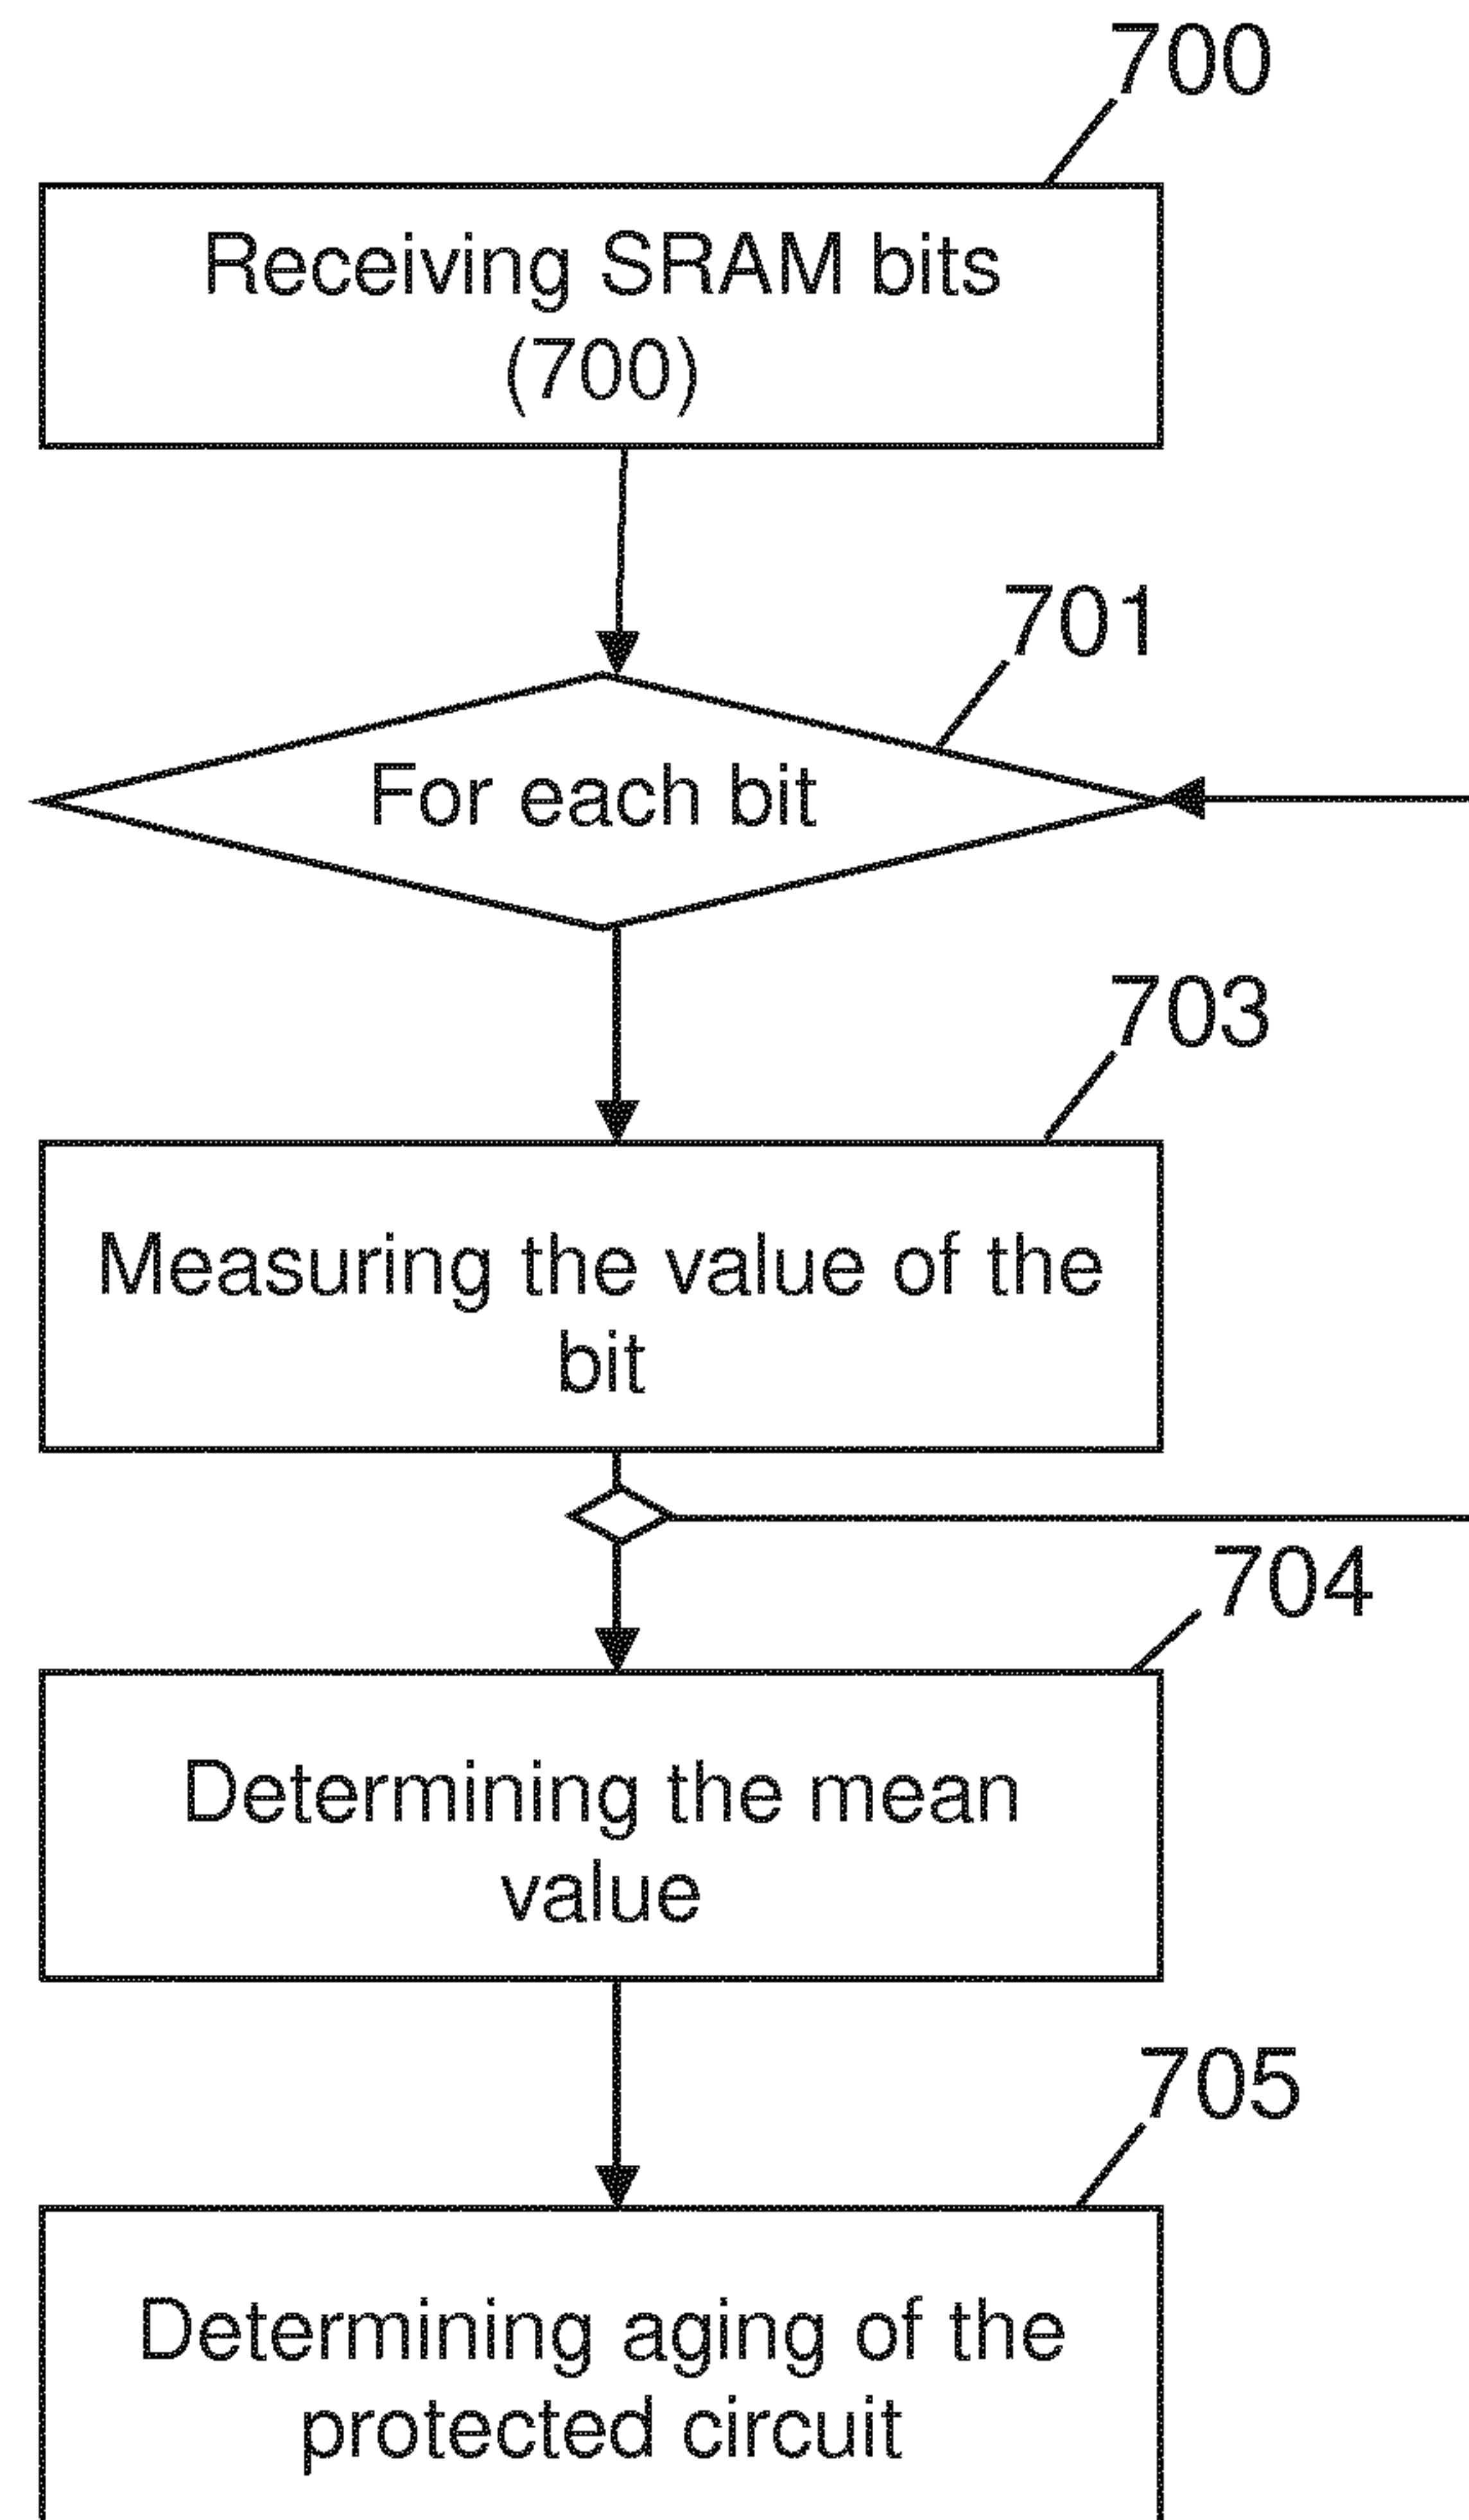 700
Receiving SRAM bits
(700)
701
For each bit
703
Measuring the value of the
bit
704
Determining the mean
value
705
Determining aging of the
protected circuit